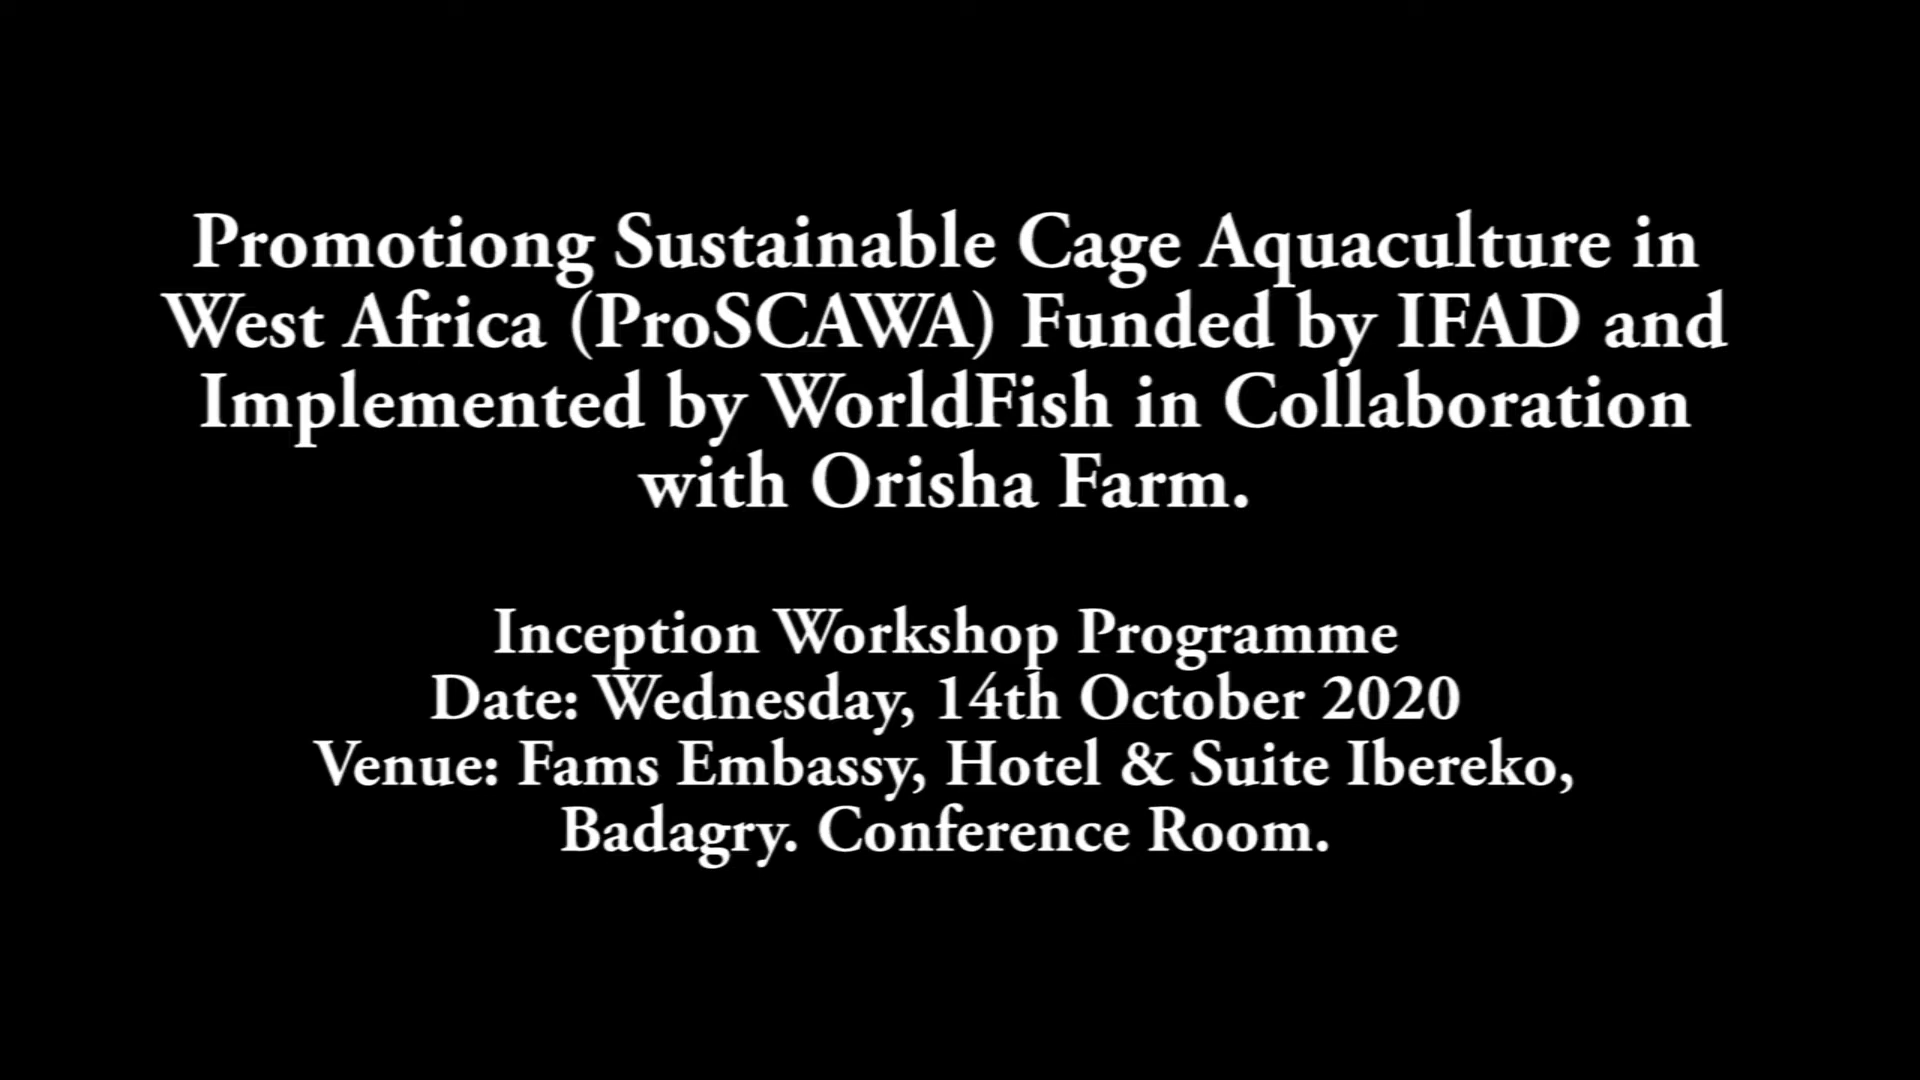 Promotiong Sustainable Cage Aquaculture in
West Africa (ProSCAWA) Funded by IFAD and
Implemented by WorldFish in Collaboration
with Orisha Farm.
Inception Workshop Programme
Date: Wednesday, 14th October 2020
Venue: Fams Embassy, Hotel & Suite Ibereko,
Badagry. Conference Room.